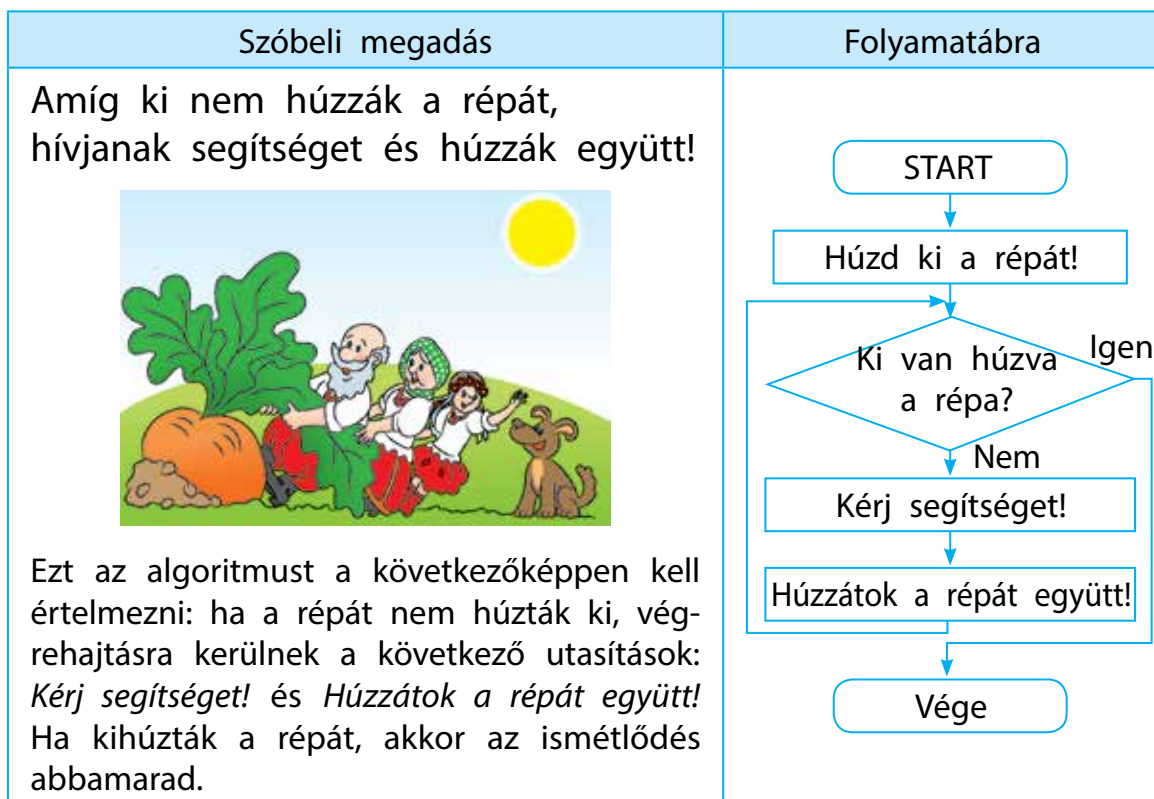 Szóbeli megadás
Amíg ki nem húzzák a répát,
hívjanak segítséget és húzzák együtt!
Ezt az algoritmust a következőképpen kell
értelmezni: ha a répát nem húzták ki, vég-
rehajtásra kerülnek a következő utasítások:
Kérj segítséget! és Húzzátok a répát együtt!
Ha kihúzták a répát, akkor az ismétlődés
abbamarad.
Folyamatábra
START
Húzd ki a répát!
Ki van húzva
a répa?
Igen
Nem
Kérj segítséget!
Húzzátok a répát együtt!
Vége